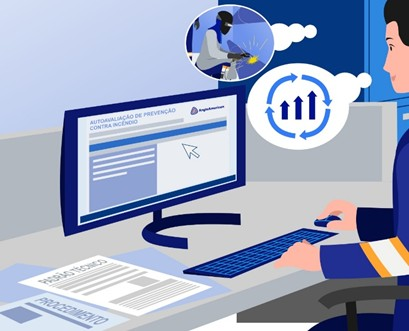 AUTOAVALIAÇÃO DE PREVENÇÃO
CONTRA INCÊNDIO
AngloAmerican
PADRÃO TÉCNICO
PROCEDIMENTO